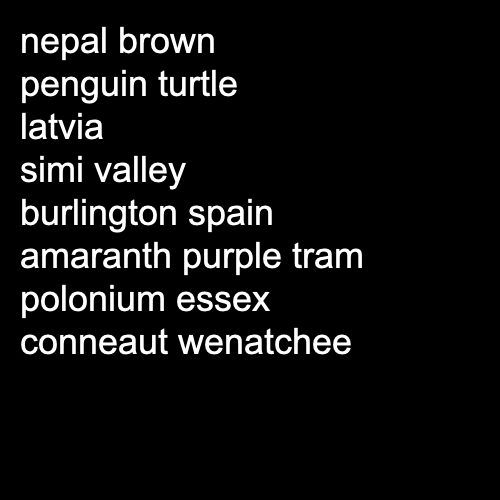 nepal brown
penguin turtle
latvia
simi valley
burlington spain
amaranth purple tram
polonium essex
conneaut wenatchee